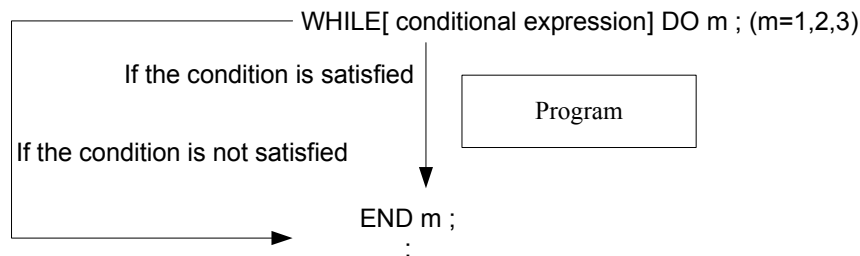 WHILE[ conditional expression] DO m ; (m=1,2,3)
If the condition is satisfied
Program
If the condition is not satisfied
END m ;
: